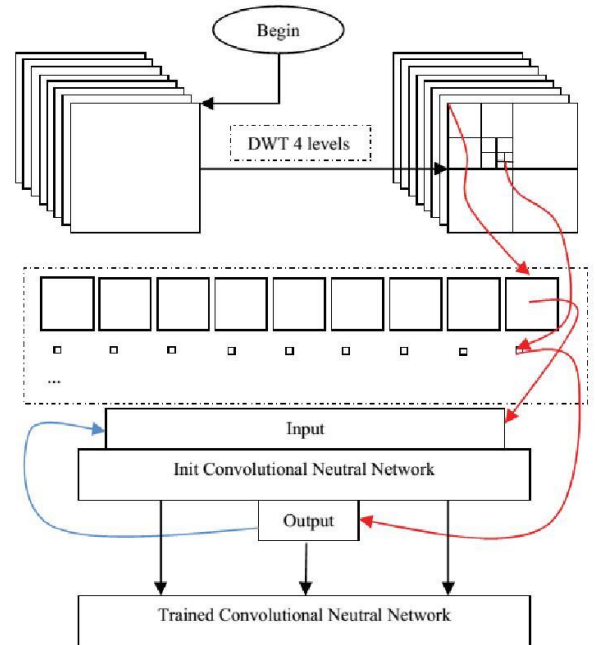 Begin
DWT 4 levels
...
Input
Init Convolutional Neutral Network
Output
Trained Convolutional Neutral Network